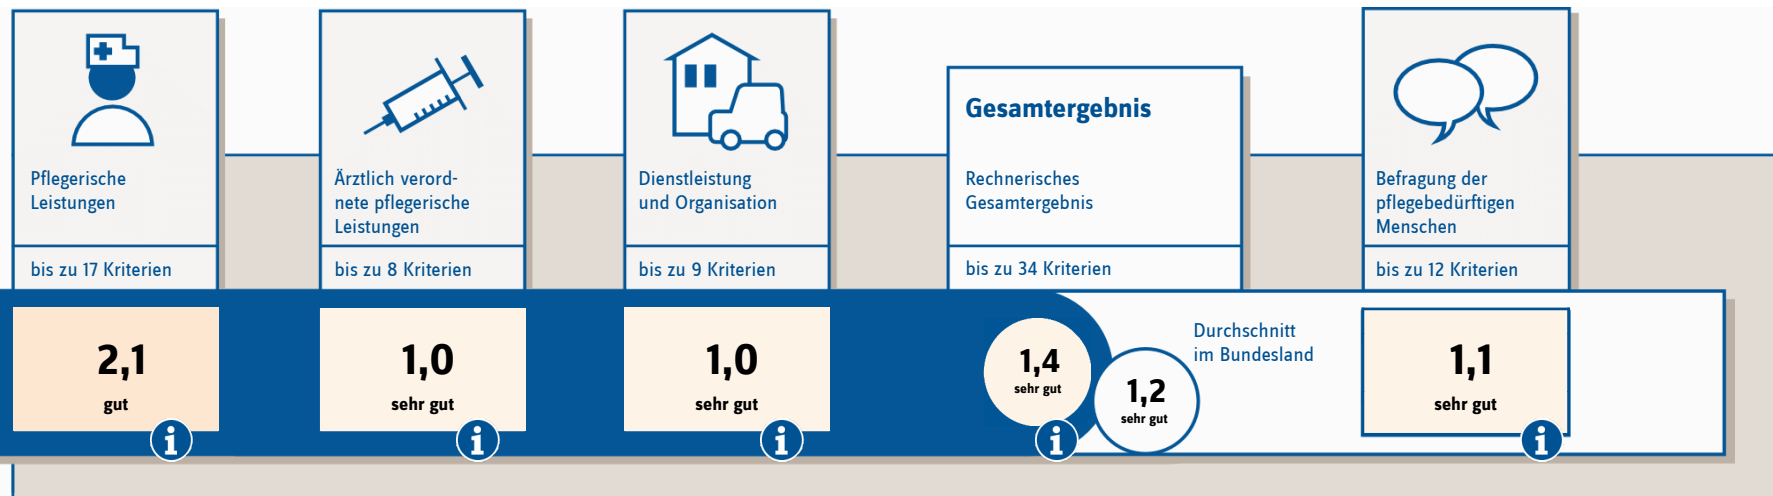 Pflegerische
Leistungen
bis zu 17 Kriterien
2,1
gut
i
Ärztlich verord-
nete pflegerische
Leistungen
bis zu 8 Kriterien
1,0
sehr gut
i
Dienstleistung
und Organisation
bis zu 9 Kriterien
1,0
sehr gut
i
Gesamtergebnis
Rechnerisches
Gesamtergebnis
bis zu 34 Kriterien
1,4
sehr gut
i
1,2
sehr gut
Durchschnitt
im Bundesland
Befragung der
pflegebedürftigen
Menschen
bis zu 12 Kriterien
1,1
sehr gut
i